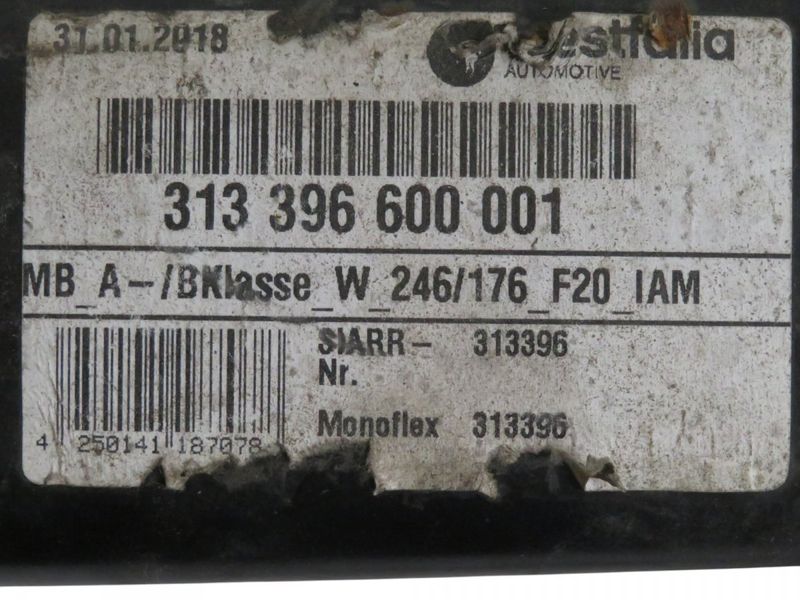 31.01.2018
Westfalia
AUTOMOTIVE
313 396 600 001
MB_A-/BKlasse_W_246/176_F20_IAM
SIARR- 313396
Nr.
Monoflex 313396
4 250141 187078